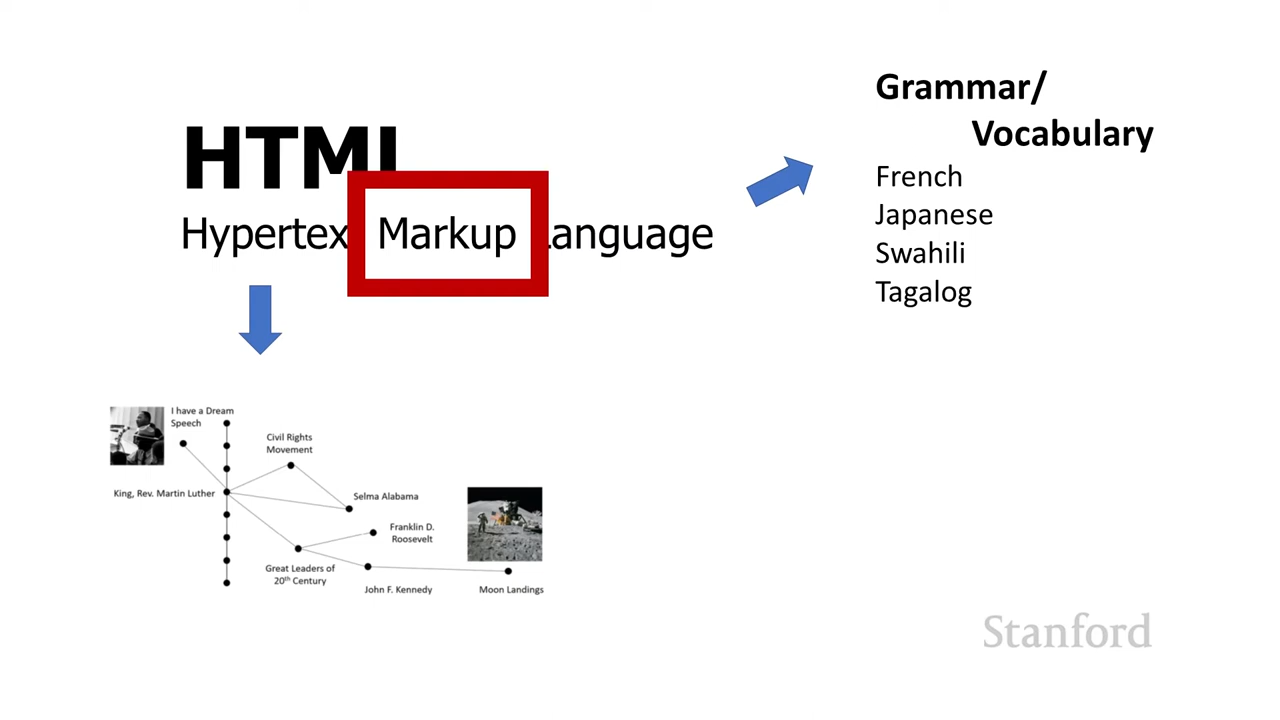 HTML
Hypertext Markup Language
Grammar/
Vocabulary
French
Japanese
Swahili
Tagalog
I have a Dream
Speech
Civil Rights
Movement
King, Rev. Martin Luther
Selma Alabama
Franklin D.
Roosevelt
Great Leaders of
20th Century
John F. Kennedy
Moon Landings
Stanford